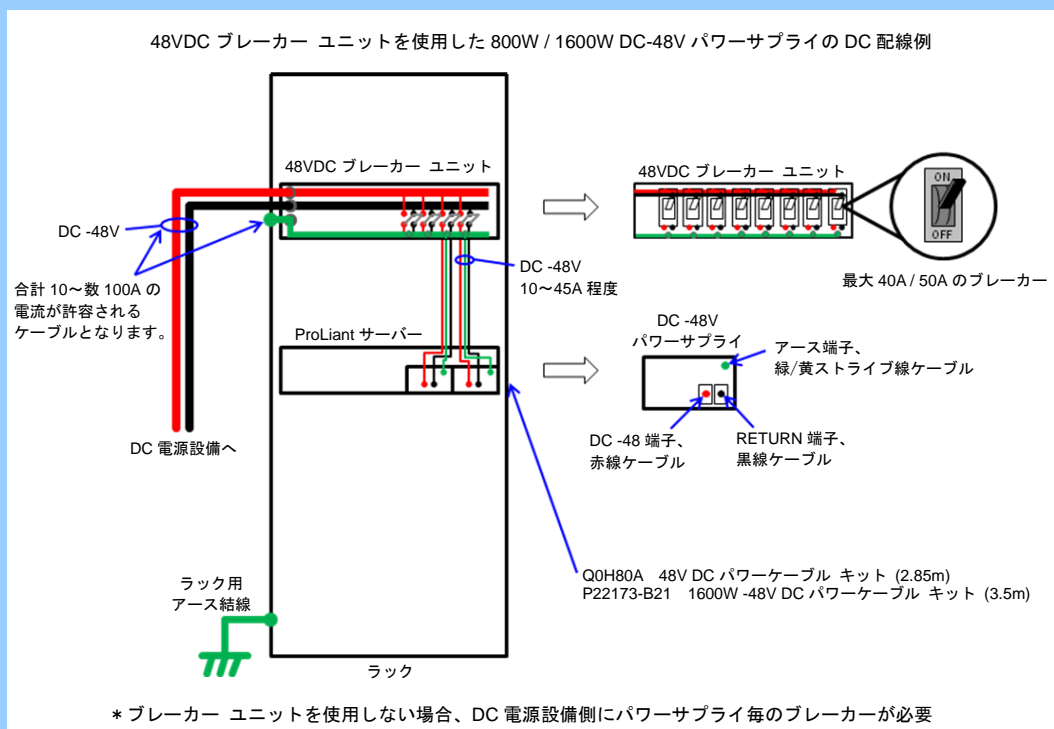 48VDC ブレーカー ユニットを使用した 800W / 1600W DC-48V パワーサプライの DC 配線例
48VDC ブレーカー ユニット
48VDC ブレーカー ユニット
ON
OFF
DC -48V
DC -48V
10～45A 程度
最大 40A / 50A のブレーカー
合計 10～数 100A の
電流が許容される
ケーブルとなります。
ProLiant サーバー
DC -48V
パワーサプライ
アース端子、
緑/黄ストライブ線ケーブル
DC 電源設備へ
DC -48 端子、
赤線ケーブル
RETURN 端子、
黒線ケーブル
Q0H80A 48V DC パワーケーブル キット (2.85m)
P22173-B21 1600W -48V DC パワーケーブル キット (3.5m)
ラック用
アース結線
ラック
* ブレーカー ユニットを使用しない場合、DC 電源設備側にパワーサプライ毎のブレーカーが必要